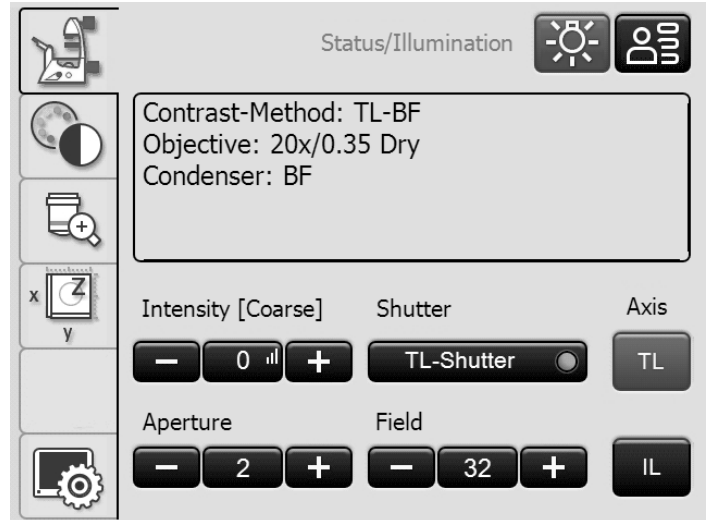 Status/Illumination
Contrast-Method: TL-BF
Objective: 20x/0.35 Dry
Condenser: BF
x Z
y
Intensity [Coarse] Shutter Axis
0 TL-Shutter TL
Aperture Field
2 32 IL